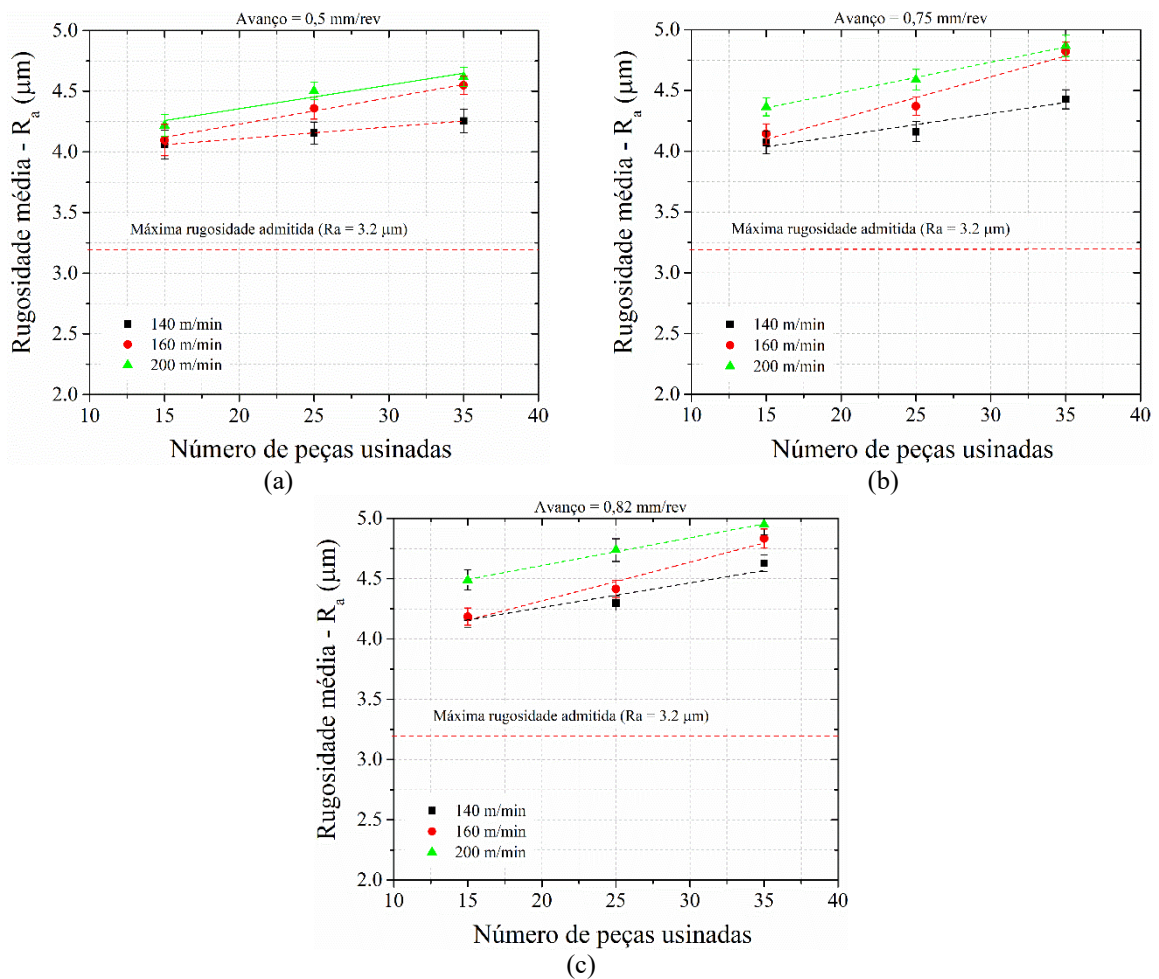 Avanço = 0,5 mm/rev
5.0
4.5
4.0
3.5
3.0
2.5
2.0
Rugosidade média - Ra (μm)
Máxima rugosidade admitida (Ra = 3.2 μm)
140 m/min
160 m/min
200 m/min
10 15 20 25 30 35 40
Número de peças usinadas
(a)
Avanço = 0,75 mm/rev
5.0
4.5
4.0
3.5
3.0
2.5
2.0
Rugosidade média - Ra (μm)
Máxima rugosidade admitida (Ra = 3.2 μm)
140 m/min
160 m/min
200 m/min
10 15 20 25 30 35 40
Número de peças usinadas
(b)
Avanço = 0,82 mm/rev
5.0
4.5
4.0
3.5
3.0
2.5
2.0
Rugosidade média - Ra (μm)
Máxima rugosidade admitida (Ra = 3.2 μm)
140 m/min
160 m/min
200 m/min
10 15 20 25 30 35 40
Número de peças usinadas
(c)